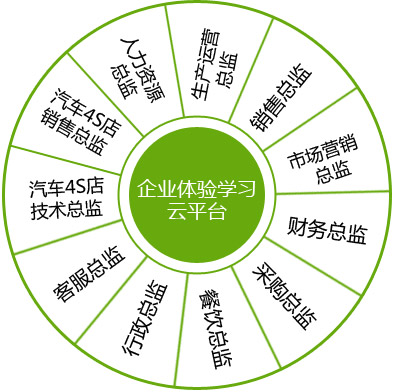 企业体验学习
云平台
生产运营
总监
销售总监
市场营销
总监
财务总监
采购总监
餐饮总监
行政总监
客服总监
汽车4S店
技术总监
汽车4S店
销售总监
人力资源
总监